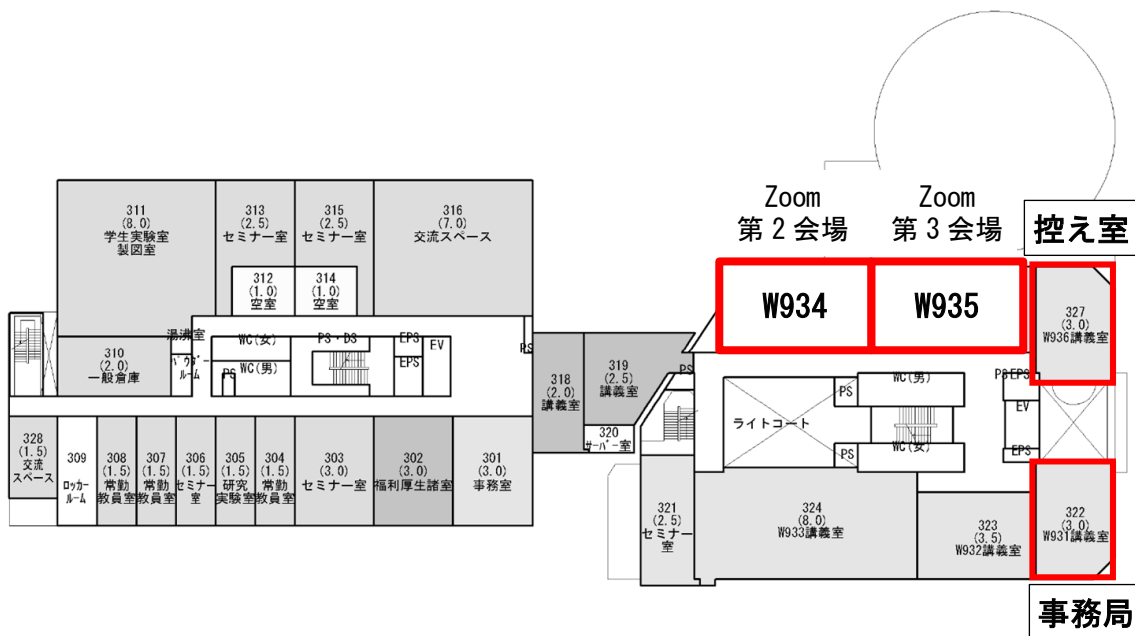 Zoom
第2会場
Zoom
第3会場
控え室
W934
W935
327
(3.0)
W936講義室
311
(8.0)
学生実験室
製図室
313
(2.5)
セミナー室
315
(2.5)
セミナー室
316
(7.0)
交流スペース
312
(1.0)
空室
314
(1.0)
空室
湯沸室
WC(女)
PS・DS
EPS
EV
PS
310
(2.0)
一般倉庫
パウダー
ルーム
PS
WC(男)
EPS
318
(2.0)
講義室
319
(2.5)
講義室
PS
320
サーバー室
328
(1.5)
交流
スペース
309
ロッカー
ルーム
308
(1.5)
常勤
教員室
307
(1.5)
常勤
教員室
306
(1.5)
セミナー
室
305
(1.5)
研究
実験室
304
(1.5)
常勤
教員室
303
(3.0)
セミナー室
302
(3.0)
福利厚生諸室
301
(3.0)
事務室
ライトコート
PS
WC(男)
PS
EPS
EV
PS
WC(女)
EPS
321
(2.5)
セミナー
室
324
(8.0)
W933講義室
323
(3.5)
W932講義室
322
(3.0)
W931講義室
事務局